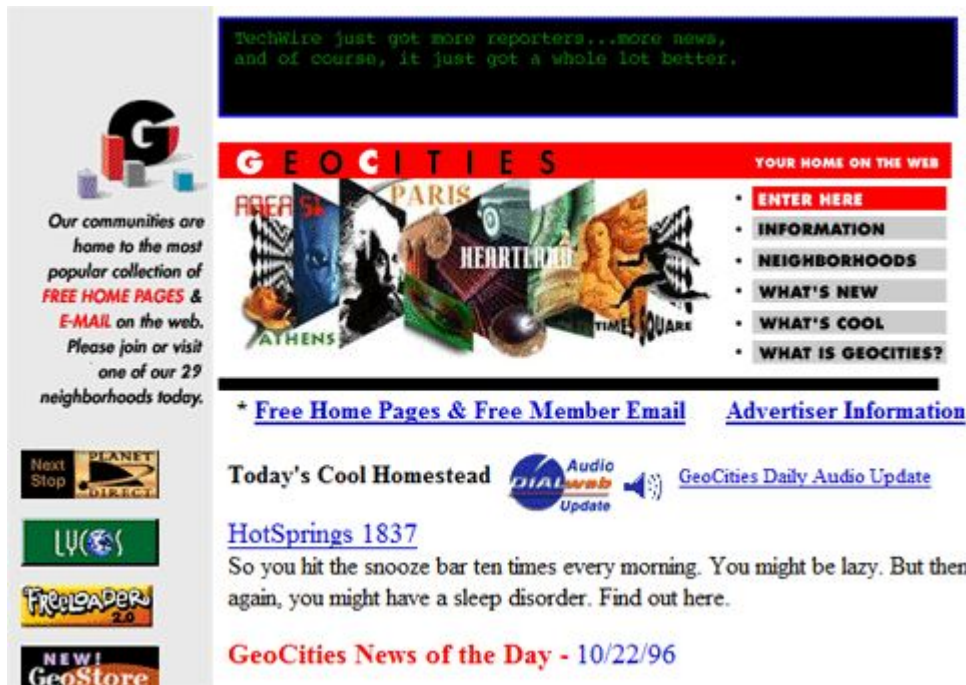 TechWire just got more reporters...more news,
and of course, it just got a whole lot better.
G
Our communities are
home to the most
popular collection of
FREE HOME PAGES &
E-MAIL on the web.
Please join or visit
one of our 29
neighborhoods today.
Next
Stop
PLANET
DIRECT
LYCOS
FREELOADER
2.0
NEW!
GeoStore
GEOCITIES
YOUR HOME ON THE WEB
AREA 51
PARIS
HEARTLAND
ATHENS
TIMES SQUARE
• ENTER HERE
• INFORMATION
• NEIGHBORHOODS
• WHAT'S NEW
• WHAT'S COOL
• WHAT IS GEOCITIES?
* Free Home Pages & Free Member Email Advertiser Information
Today's Cool Homestead
Audio
DIALweb
Update
GeoCities Daily Audio Update
HotSprings 1837
So you hit the snooze bar ten times every morning. You might be lazy. But then
again, you might have a sleep disorder. Find out here.
GeoCities News of the Day - 10/22/96